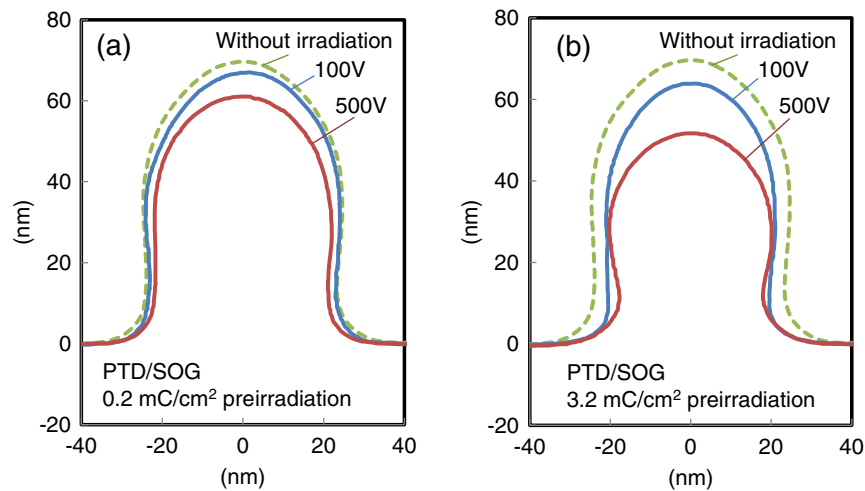 (a)
Without irradiation
100V
500V
80
60
40
20
0
-20
(nm)
PTD/SOG
0.2 mC/cm² preirradiation
-40
-20
0
20
40
(nm)
(b)
Without irradiation
100V
500V
80
60
40
20
0
-20
(nm)
PTD/SOG
3.2 mC/cm² preirradiation
-40
-20
0
20
40
(nm)